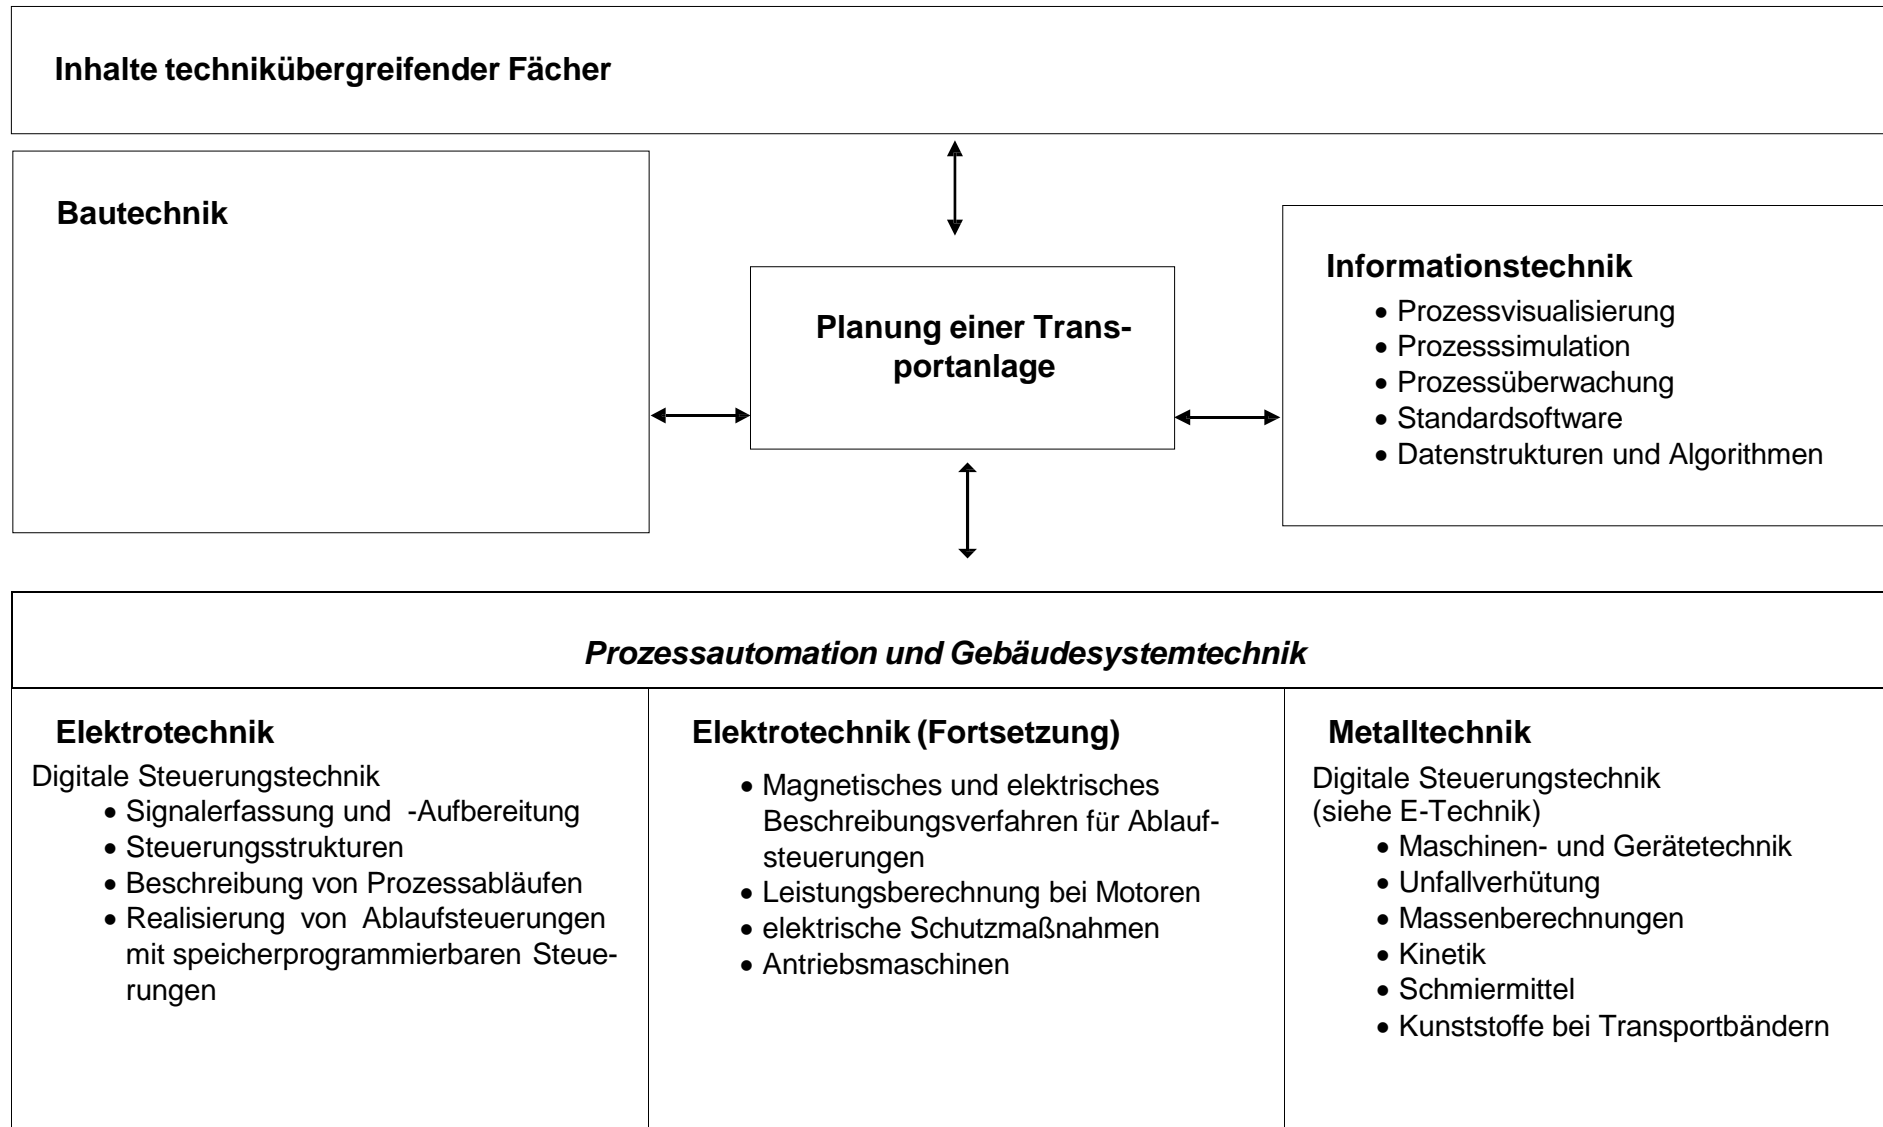 Inhalte technikübergreifender Fächer
Bautechnik
Planung einer Trans-
portanlage
Informationstechnik
• Prozessvisualisierung
• Prozesssimulation
• Prozessüberwachung
• Standardsoftware
• Datenstrukturen und Algorithmen
Prozessautomation und Gebäudesystemtechnik
Elektrotechnik
Digitale Steuerungstechnik
• Signalerfassung und -Aufbereitung
• Steuerungsstrukturen
• Beschreibung von Prozessabläufen
• Realisierung von Ablaufsteuerungen
mit speicherprogrammierbaren Steue-
rungen
Elektrotechnik (Fortsetzung)
• Magnetisches und elektrisches
Beschreibungsverfahren für Ablauf-
steuerungen
• Leistungsberechnung bei Motoren
• elektrische Schutzmaßnahmen
• Antriebsmaschinen
Metalltechnik
Digitale Steuerungstechnik
(siehe E-Technik)
• Maschinen- und Gerätetechnik
• Unfallverhütung
• Massenberechnungen
• Kinetik
• Schmiermittel
• Kunststoffe bei Transportbändern